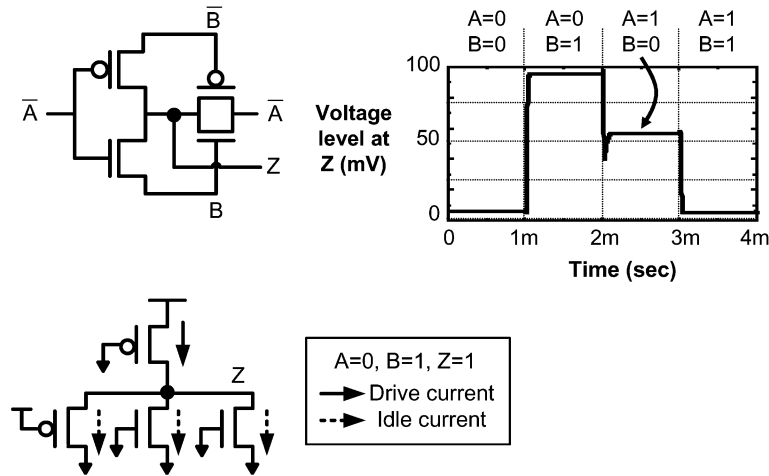 B̅
A̅
A̅
Z
B
A=0 A=0 A=1 A=1
B=0 B=1 B=0 B=1
Voltage
level at
Z (mV)
100
50
0
0 1m 2m 3m 4m
Time (sec)
Z
A=0, B=1, Z=1
Drive current
Idle current